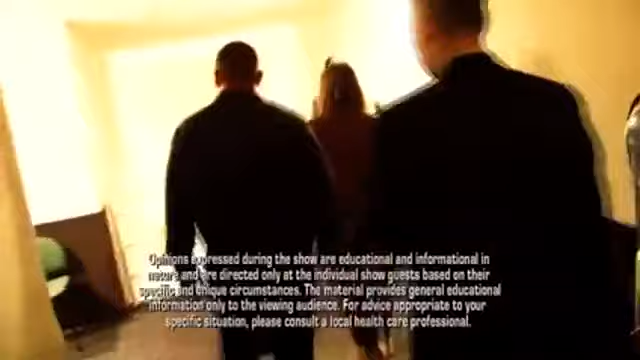 Opinions expressed during the show are educational and informational in
nature and are directed only at the individual show guests based on their
specific and unique circumstances. The material provides general educational
information only to the viewing audience. For advice appropriate to your
specific situation, please consult a local health care professional.